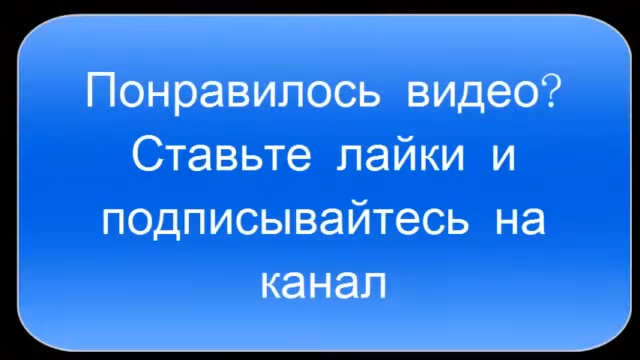 Понравилось видео?
Ставьте лайки и
подписывайтесь на
канал